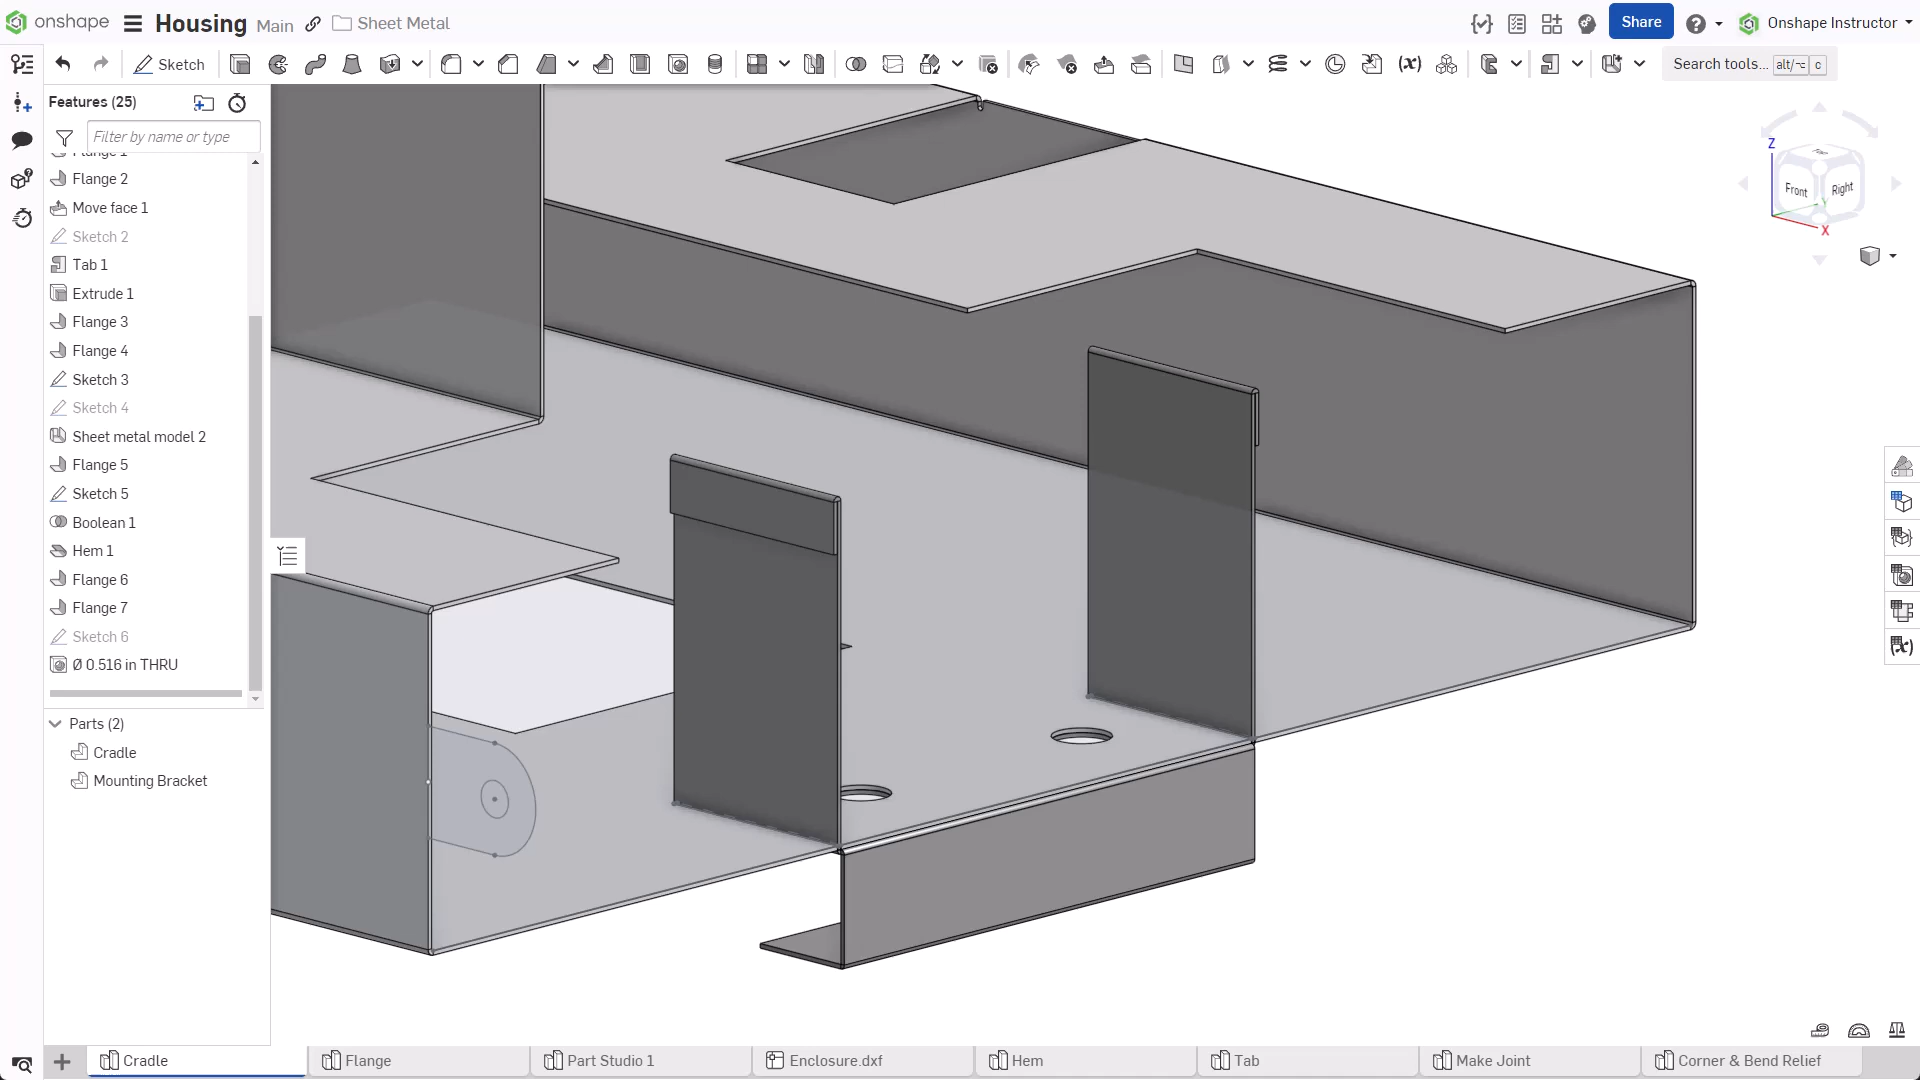 onshape
Housing Main Sheet Metal
Share
Onshape Instructor
Sketch
Search tools... alt/⌥ c
Features (25)
Filter by name or type
Flange 1
Flange 2
Move face 1
Sketch 2
Tab 1
Extrude 1
Flange 3
Flange 4
Sketch 3
Sketch 4
Sheet metal model 2
Flange 5
Sketch 5
Boolean 1
Hem 1
Flange 6
Flange 7
Sketch 6
Ø 0.516 in THRU
Parts (2)
Cradle
Mounting Bracket
Z
Front
Right
X
Cradle
Flange
Part Studio 1
Enclosure.dxf
Hem
Tab
Make Joint
Corner & Bend Relief